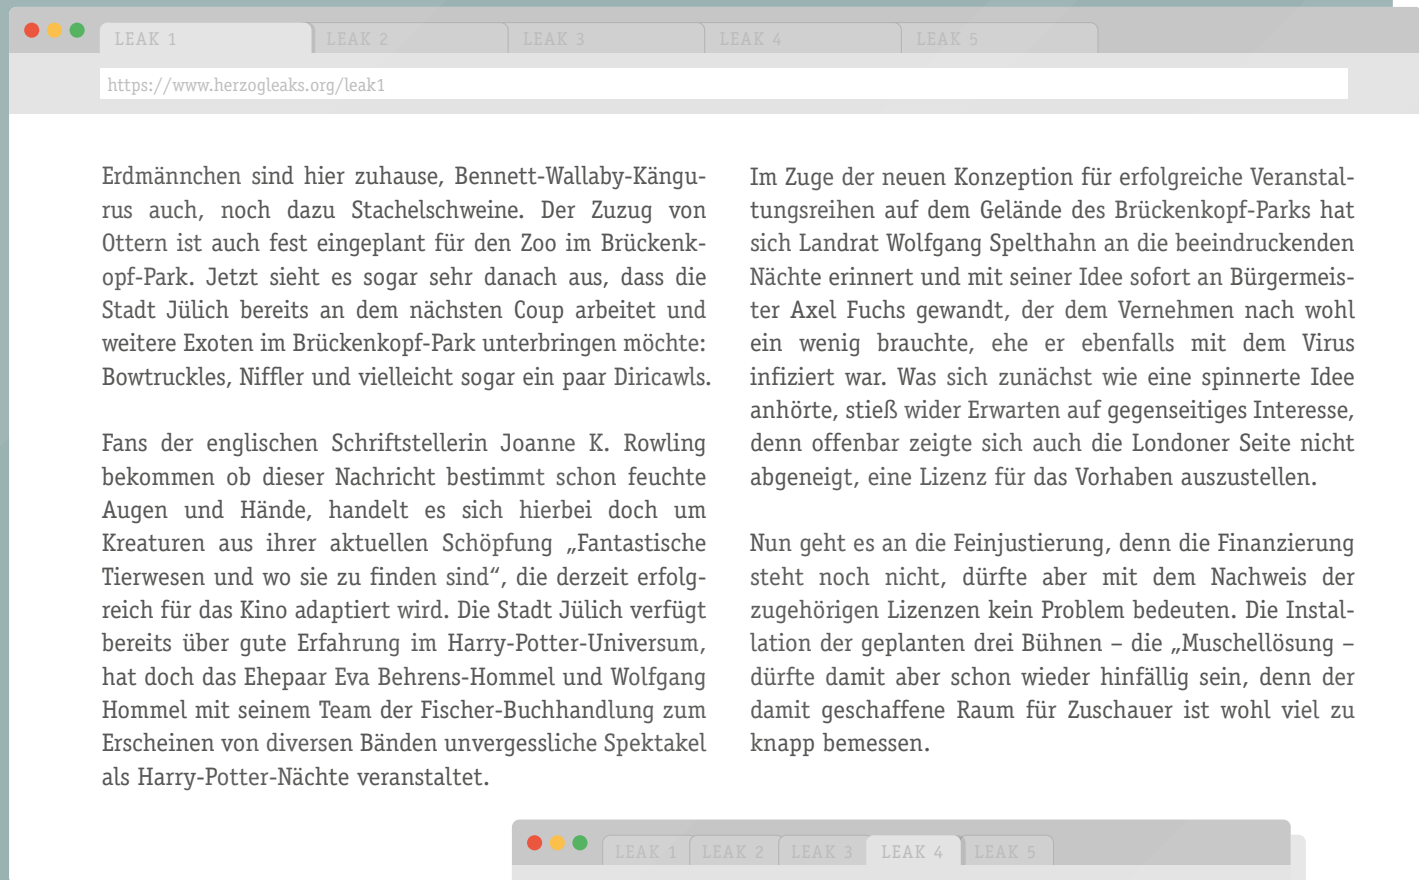 LEAK 1 LEAK 2 LEAK 3 LEAK 4 LEAK 5
https://www.herzogleaks.org/leak1
Erdmännchen sind hier zuhause, Bennett-Wallaby-Kängu-
rus auch, noch dazu Stachelschweine. Der Zuzug von
Ottern ist auch fest eingeplant für den Zoo im Brückenk-
opf-Park. Jetzt sieht es sogar sehr danach aus, dass die
Stadt Jülich bereits an dem nächsten Coup arbeitet und
weitere Exoten im Brückenkopf-Park unterbringen möchte:
Bowtruckles, Niffler und vielleicht sogar ein paar Diricawls.
Fans der englischen Schriftstellerin Joanne K. Rowling
bekommen ob dieser Nachricht bestimmt schon feuchte
Augen und Hände, handelt es sich hierbei doch um
Kreaturen aus ihrer aktuellen Schöpfung „Fantastische
Tierwesen und wo sie zu finden sind“, die derzeit erfolg-
reich für das Kino adaptiert wird. Die Stadt Jülich verfügt
bereits über gute Erfahrung im Harry-Potter-Universum,
hat doch das Ehepaar Eva Behrens-Hommel und Wolfgang
Hommel mit seinem Team der Fischer-Buchhandlung zum
Erscheinen von diversen Bänden unvergessliche Spektakel
als Harry-Potter-Nächte veranstaltet.
Im Zuge der neuen Konzeption für erfolgreiche Veranstal-
tungsreihen auf dem Gelände des Brückenkopf-Parks hat
sich Landrat Wolfgang Spelthahn an die beeindruckenden
Nächte erinnert und mit seiner Idee sofort an Bürgermeis-
ter Axel Fuchs gewandt, der dem Vernehmen nach wohl
ein wenig brauchte, ehe er ebenfalls mit dem Virus
infiziert war. Was sich zunächst wie eine spinnerte Idee
anhörte, stieß wider Erwarten auf gegenseitiges Interesse,
denn offenbar zeigte sich auch die Londoner Seite nicht
abgeneigt, eine Lizenz für das Vorhaben auszustellen.
Nun geht es an die Feinjustierung, denn die Finanzierung
steht noch nicht, dürfte aber mit dem Nachweis der
zugehörigen Lizenzen kein Problem bedeuten. Die Instal-
lation der geplanten drei Bühnen – die „Muschellösung –
dürfte damit aber schon wieder hinfällig sein, denn der
damit geschaffene Raum für Zuschauer ist wohl viel zu
knapp bemessen.
LEAK 1 LEAK 2 LEAK 3 LEAK 4 LEAK 5